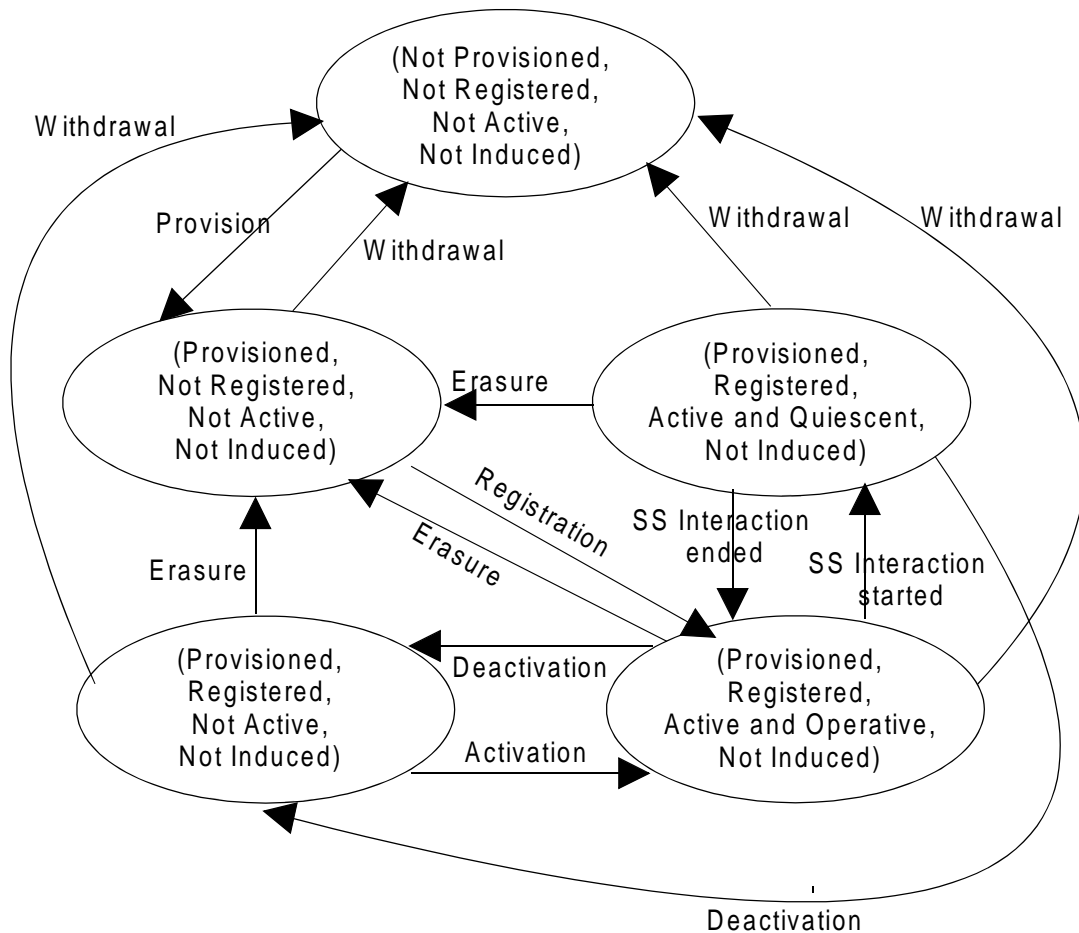 (Not Provisioned,
Not Registered,
Not Active,
Not Induced)
Withdrawal
Provision
Withdrawal
Withdrawal
Withdrawal
(Provisioned,
Not Registered,
Not Active,
Not Induced)
Erasure
(Provisioned,
Registered,
Active and Quiescent,
Not Induced)
Registration
Erasure
SS Interaction
ended
SS Interaction
started
Erasure
(Provisioned,
Registered,
Not Active,
Not Induced)
Deactivation
Activation
(Provisioned,
Registered,
Active and Operative,
Not Induced)
Deactivation